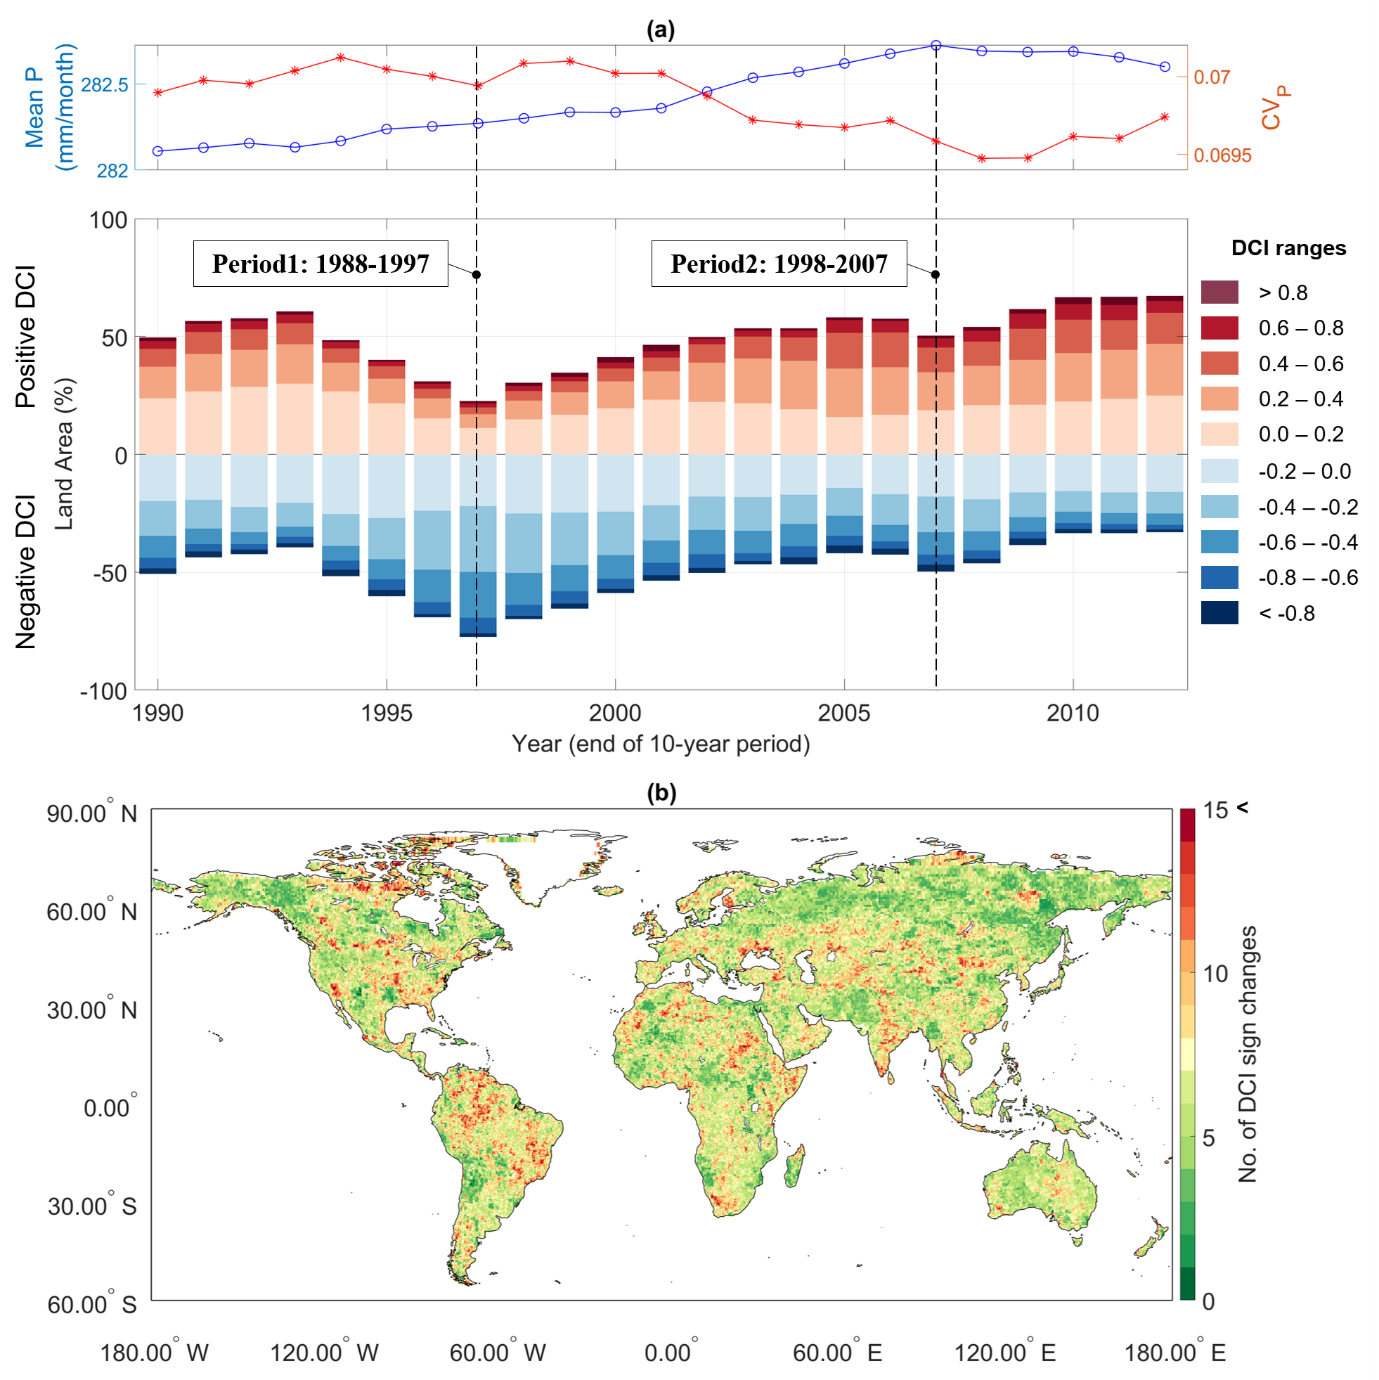 (a)
Mean P
(mm/month)
282.5
282
0.07
0.0695
CVP
100
50
0
-50
-100
Positive DCI
Negative DCI
Land Area (%)
Period1: 1988-1997
Period2: 1998-2007
1990
1995
2000
2005
2010
Year (end of 10-year period)
DCI ranges
> 0.8
0.6 – 0.8
0.4 – 0.6
0.2 – 0.4
0.0 – 0.2
-0.2 – 0.0
-0.4 – -0.2
-0.6 – -0.4
-0.8 – -0.6
< -0.8
(b)
90.00° N
60.00° N
30.00° N
0.00°
30.00° S
60.00° S
180.00° W
120.00° W
60.00° W
0.00°
60.00° E
120.00° E
180.00° E
15 <
10
5
0
No. of DCI sign changes